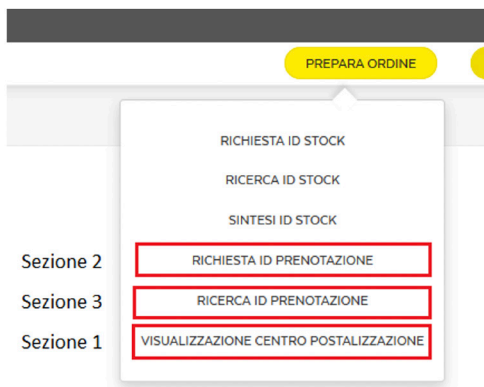 PREPARA ORDINE
RICHIESTA ID STOCK
RICERCA ID STOCK
SINTESI ID STOCK
Sezione 2 RICHIESTA ID PRENOTAZIONE
Sezione 3 RICERCA ID PRENOTAZIONE
Sezione 1 VISUALIZZAZIONE CENTRO POSTALIZZAZIONE